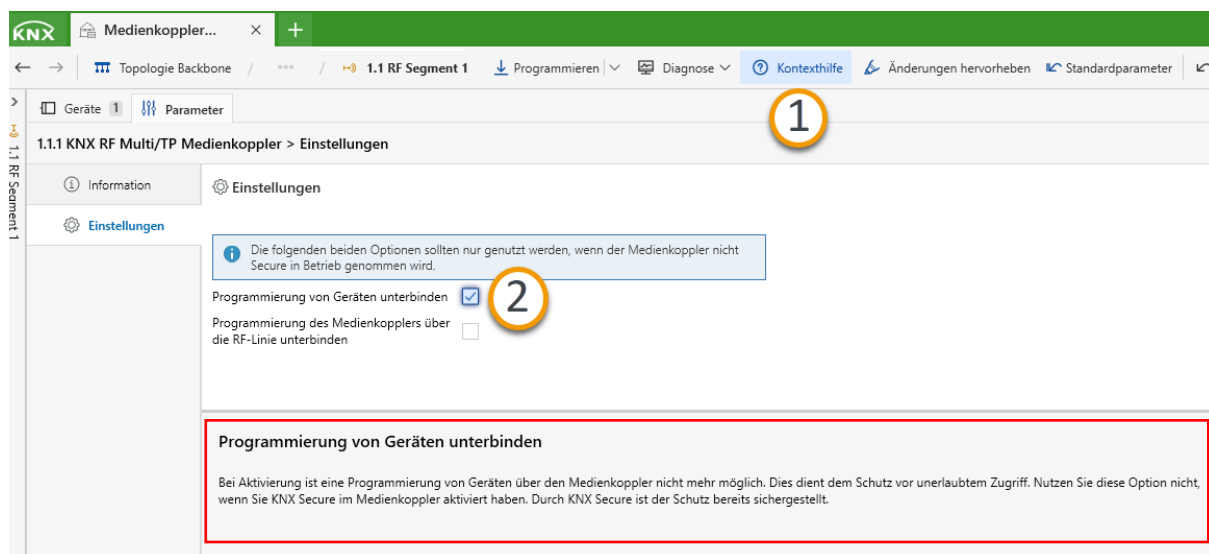 KNX Medienkoppler... × +
← → Topologie Backbone / ••• / 1.1 RF Segment 1 Programmieren Diagnose Kontexthilfe Änderungen hervorheben Standardparameter
> Geräte 1 Parameter
1
1.1 RF Segment 1
1.1.1 KNX RF Multi/TP Medienkoppler > Einstellungen
Information
Einstellungen
Einstellungen
Die folgenden beiden Optionen sollten nur genutzt werden, wenn der Medienkoppler nicht
Secure in Betrieb genommen wird.
Programmierung von Geräten unterbinden
2
Programmierung des Medienkopplers über
die RF-Linie unterbinden
Programmierung von Geräten unterbinden
Bei Aktivierung ist eine Programmierung von Geräten über den Medienkoppler nicht mehr möglich. Dies dient dem Schutz vor unerlaubtem Zugriff. Nutzen Sie diese Option nicht,
wenn Sie KNX Secure im Medienkoppler aktiviert haben. Durch KNX Secure ist der Schutz bereits sichergestellt.